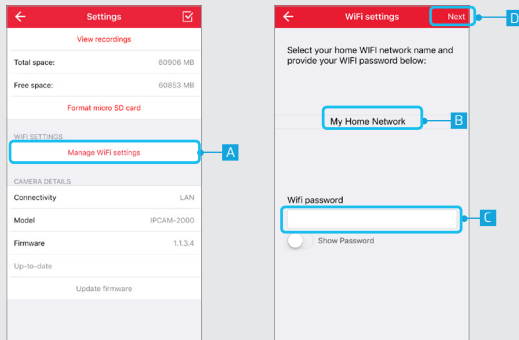 Settings
View recordings
Total space: 60906 MB
Free space: 60853 MB
Format micro SD card
WIFI SETTINGS
Manage WiFi settings
A
CAMERA DETAILS
Connectivity LAN
Model IPCAM-2000
Firmware 1.1.3.4
Up-to-date
Update firmware
WiFi settings Next
D
Select your home WIFI network name and
provide your WIFI password below:
My Home Network
B
Wifi password
C
Show Password